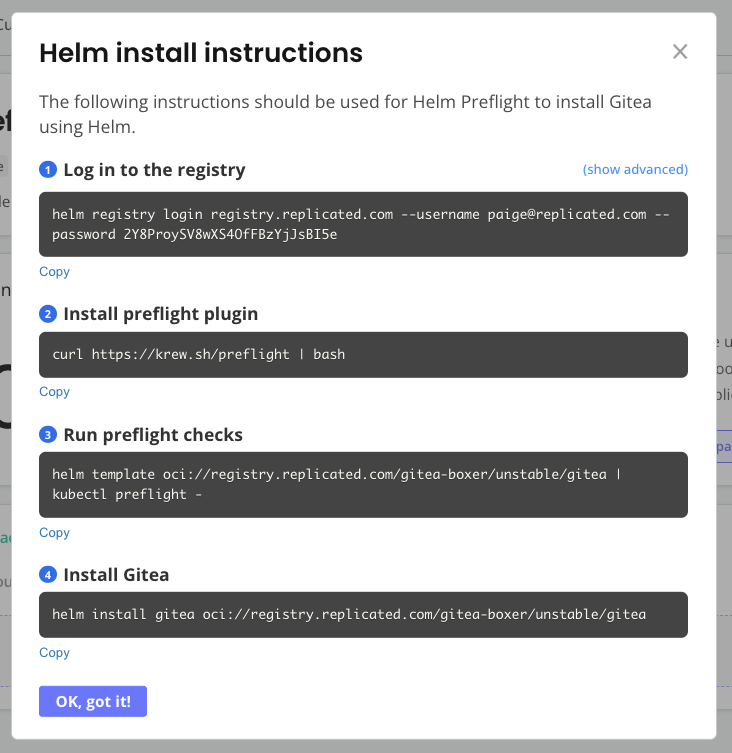 Helm install instructions
The following instructions should be used for Helm Preflight to install Gitea
using Helm.
1 Log in to the registry
(show advanced)
helm registry login registry.replicated.com --username paige@replicated.com --
password 2Y8ProySV8wXS4OfFBzYjJsBI5e
Copy
2 Install preflight plugin
curl https://krew.sh/preflight | bash
Copy
3 Run preflight checks
helm template oci://registry.replicated.com/gitea-boxer/unstable/gitea |
kubectl preflight -
Copy
4 Install Gitea
helm install gitea oci://registry.replicated.com/gitea-boxer/unstable/gitea
Copy
OK, got it!